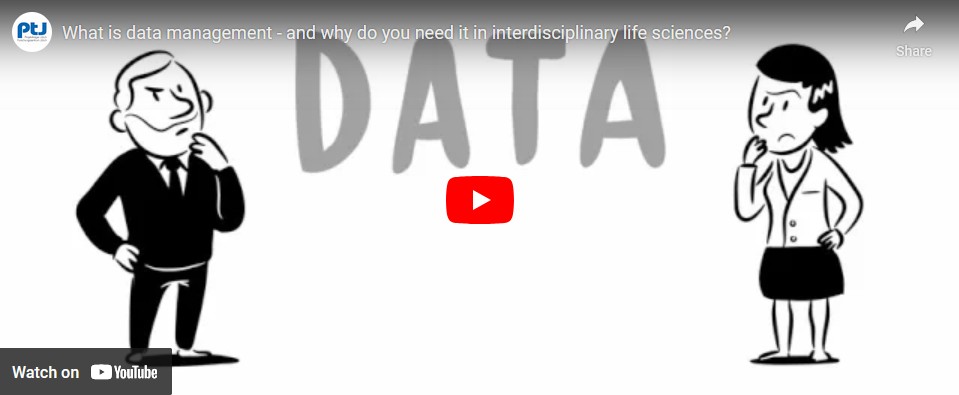 PtJ
What is data management - and why do you need it in interdisciplinary life sciences?
Share
DATA
Watch on YouTube